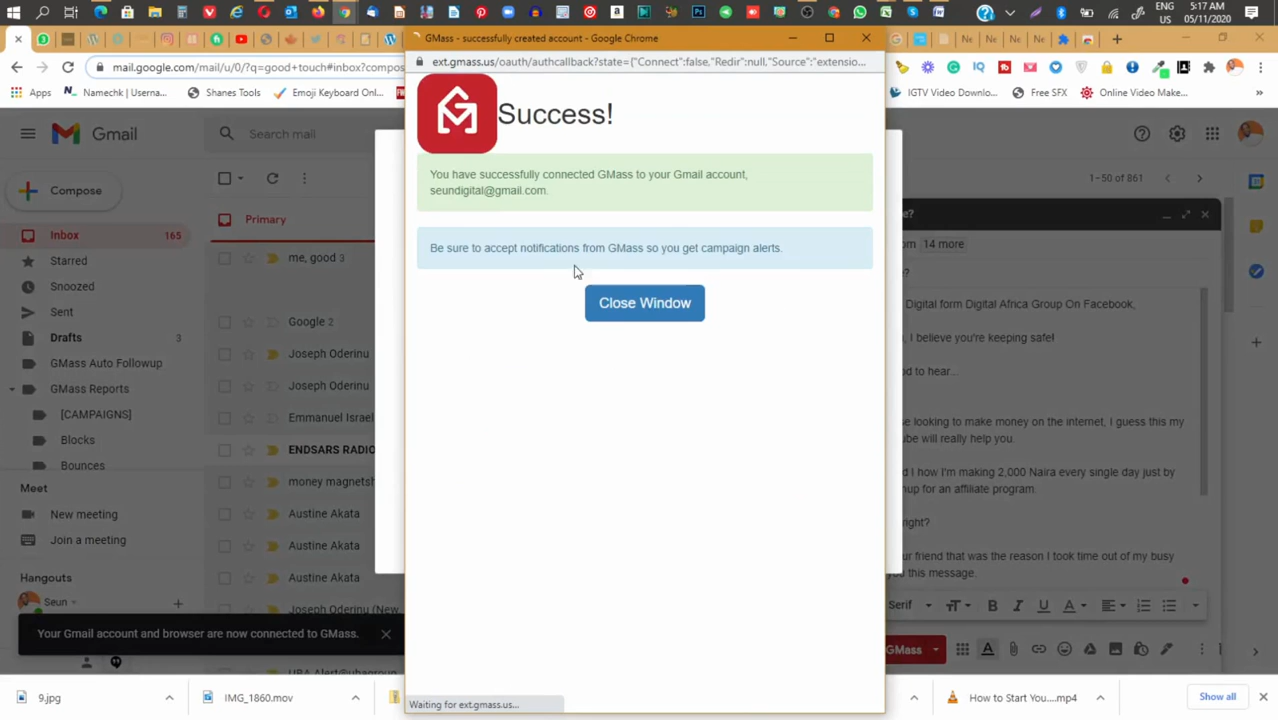 ENG
US
5:17 AM
05/11/2020
GMass - successfully created account - Google Chrome
mail.google.com/mail/u/0/?q=good+touch#inbox?compo
ext.gmass.us/oauth/authcallback?state={"Connect":false,"Redir":null,"Source":"extensio...
Apps
Namechk | Userna...
Shanes Tools
Emoji Keyboard Onl...
IGTV Video Downlo...
Free SFX
Online Video Make...
Gmail
Search mail
Success!
You have successfully connected GMass to your Gmail account,
seundigital@gmail.com.
Be sure to accept notifications from GMass so you get campaign alerts.
Close Window
Compose
1–50 of 861
Inbox 165
Starred
Snoozed
Sent
Drafts 3
GMass Auto Followup
GMass Reports
[CAMPAIGNS]
Blocks
Bounces
Meet
New meeting
Join a meeting
Hangouts
Seun
Primary
me, good 3
Google 2
Joseph Oderinu
Joseph Oderinu
Emmanuel Israel
ENDSARS RADIO
money magnetsh
Austine Akata
Austine Akata
Austine Akata
Joseph Oderinu (New
UBA Alert@ubagroup
e?
om 14 more
e?
Digital form Digital Africa Group On Facebook,
, I believe you're keeping safe!
od to hear...
se looking to make money on the internet, I guess this my
ube will really help you.
d I how I'm making 2,000 Naira every single day just by
nup for an affiliate program.
right?
ur friend that was the reason I took time out of my busy
you this message.
Serif
GMass
Your Gmail account and browser are now connected to GMass.
Waiting for ext.gmass.us...
9.jpg
IMG_1860.mov
How to Start You....mp4
Show all